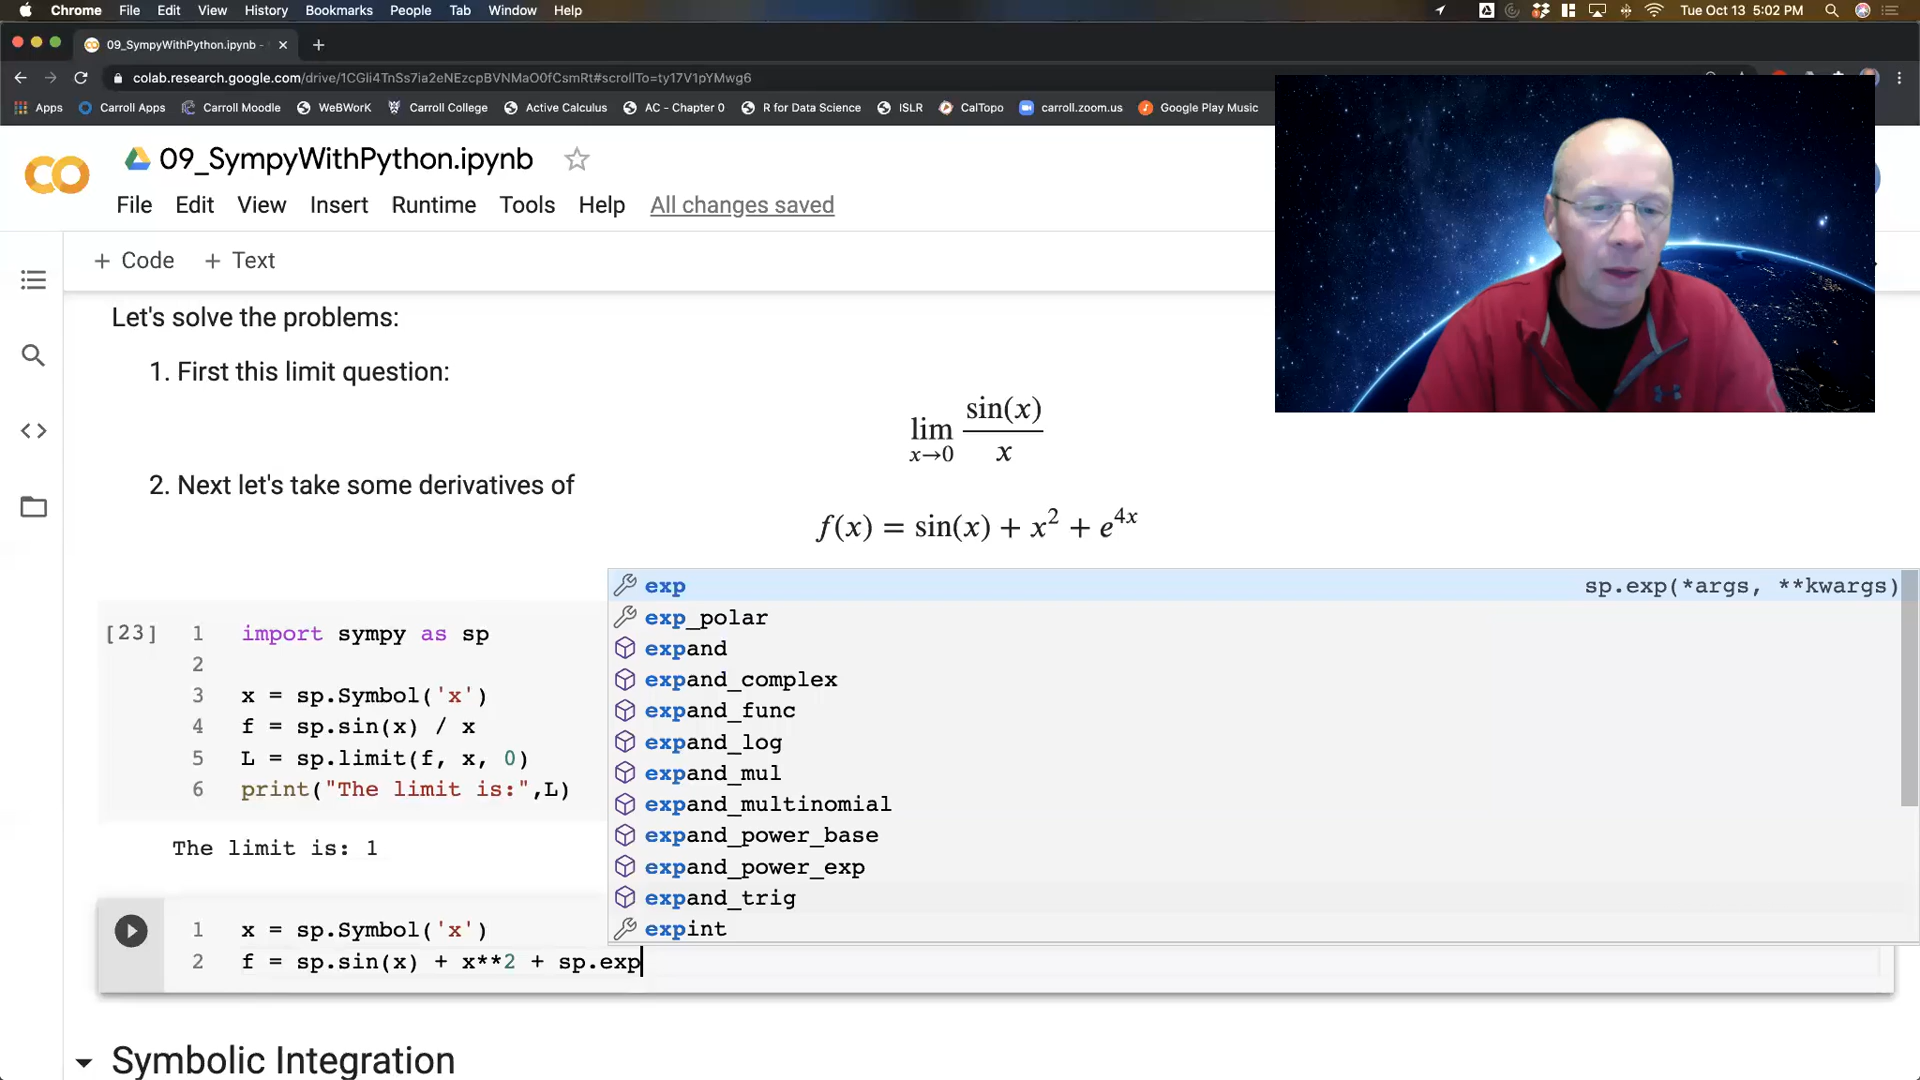 Chrome File Edit View History Bookmarks People Tab Window Help Tue Oct 13 5:02 PM
09_SympyWithPython.ipynb -
colab.research.google.com/drive/1CGli4TnSs7ia2eNEzcpBVNMaO0fCsmRt#scrollTo=ty17V1pYMwg6
Apps Carroll Apps Carroll Moodle WeBWorK Carroll College Active Calculus AC - Chapter 0 R for Data Science ISLR CalTopo carroll.zoom.us Google Play Music
09_SympyWithPython.ipynb
File Edit View Insert Runtime Tools Help All changes saved
+ Code + Text
Let's solve the problems:
1. First this limit question:
lim x→0 sin(x) / x
2. Next let's take some derivatives of
f(x) = sin(x) + x² + e⁴ˣ
exp sp.exp(*args, **kwargs)
exp_polar
expand
expand_complex
expand_func
expand_log
expand_mul
expand_multinomial
expand_power_base
expand_power_exp
expand_trig
expint
[23] 1 import sympy as sp
2
3 x = sp.Symbol('x')
4 f = sp.sin(x) / x
5 L = sp.limit(f, x, 0)
6 print("The limit is:",L)
The limit is: 1
1 x = sp.Symbol('x')
2 f = sp.sin(x) + x**2 + sp.exp
Symbolic Integration